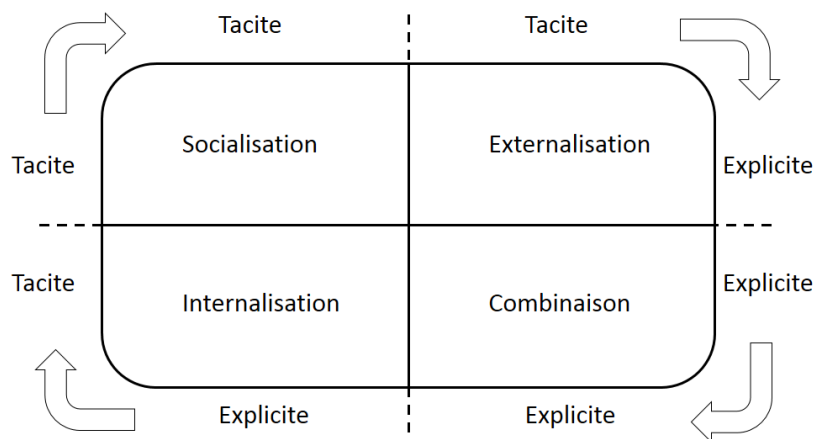 Tacite Tacite
Socialisation Externalisation
Tacite Explicite
Tacite Explicite
Internalisation Combinaison
Explicite Explicite